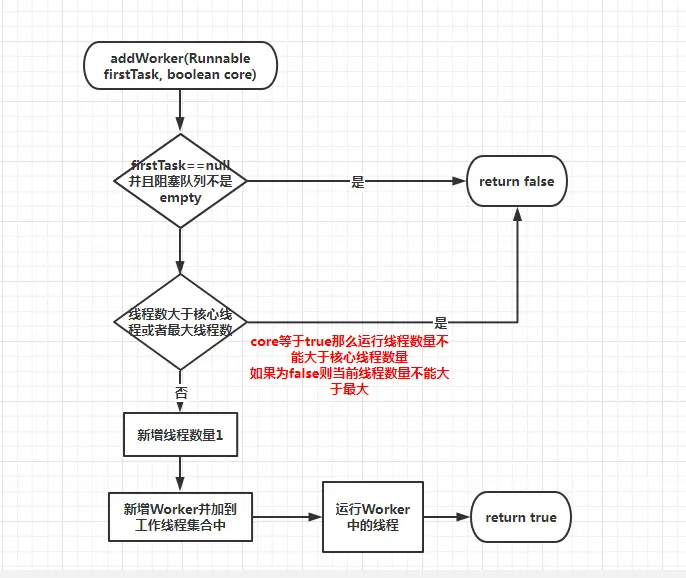 addWorker(Runnable
firstTask, boolean core)
firstTask==null
并且阻塞队列不是
empty
是
return false
线程数大于核心线
程或者最大线程数
是
core等于true那么运行线程数量不
能大于核心线程数量
如果为false则当前线程数量不能大
于最大
否
新增线程数量1
新增Worker并加到
工作线程集合中
运行Worker
中的线程
return true